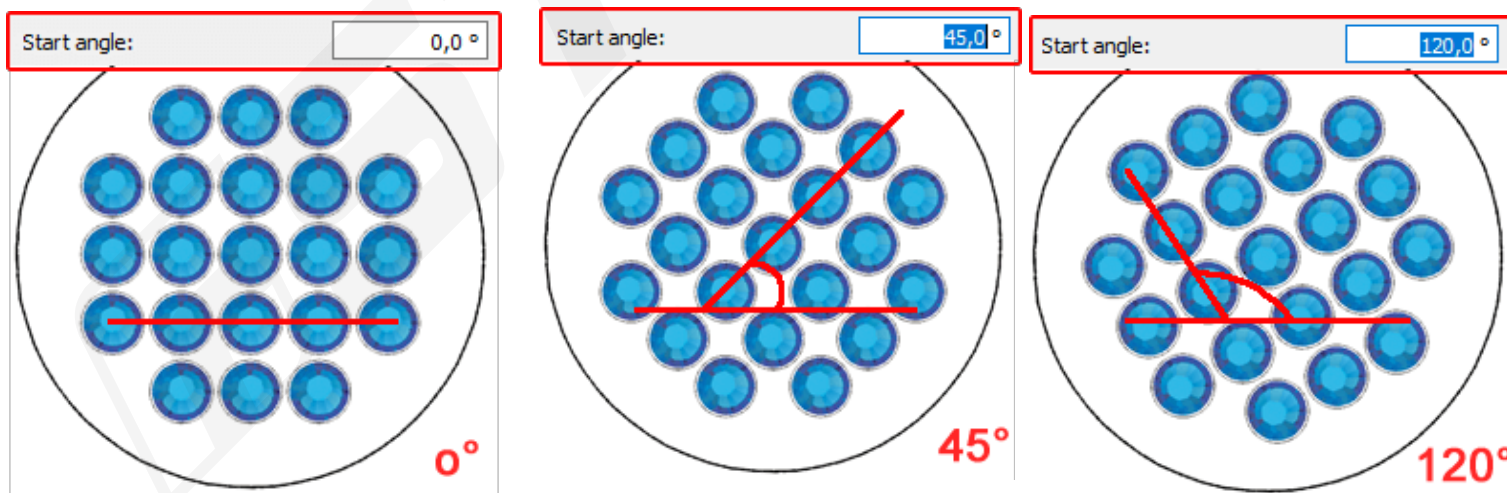 Start angle: 0,0 °
Start angle: 45,0 °
Start angle: 120,0 °
0°
45°
120°